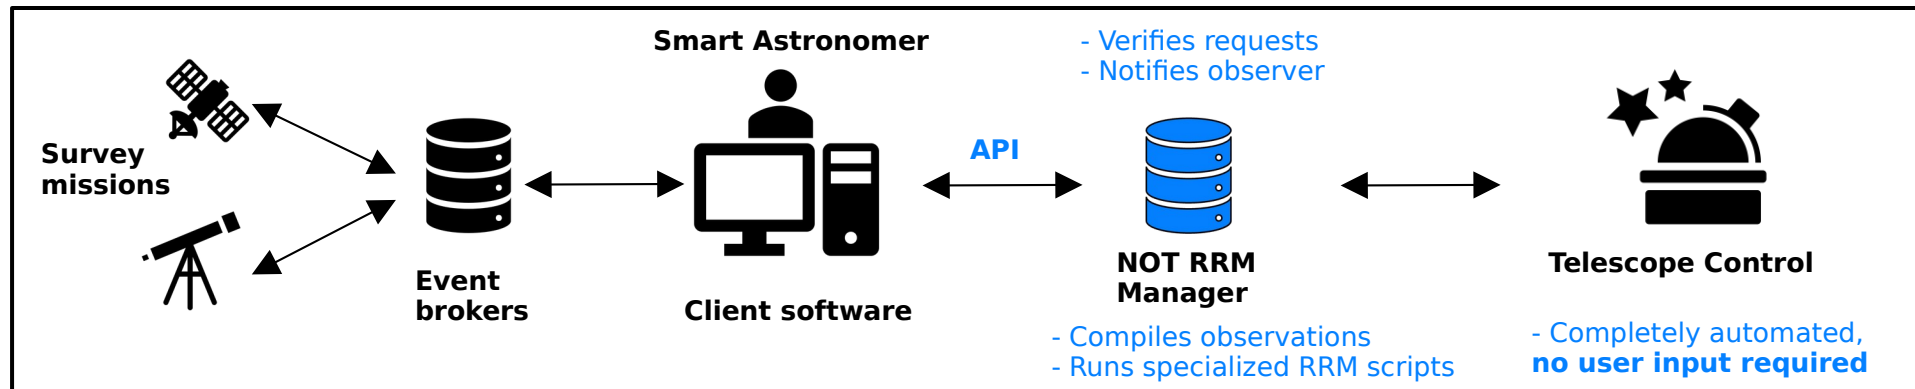 Survey
missions
Event
brokers
Smart Astronomer
Client software
API
- Verifies requests
- Notifies observer
NOT RRM
Manager
- Compiles observations
- Runs specialized RRM scripts
Telescope Control
- Completely automated,
no user input required